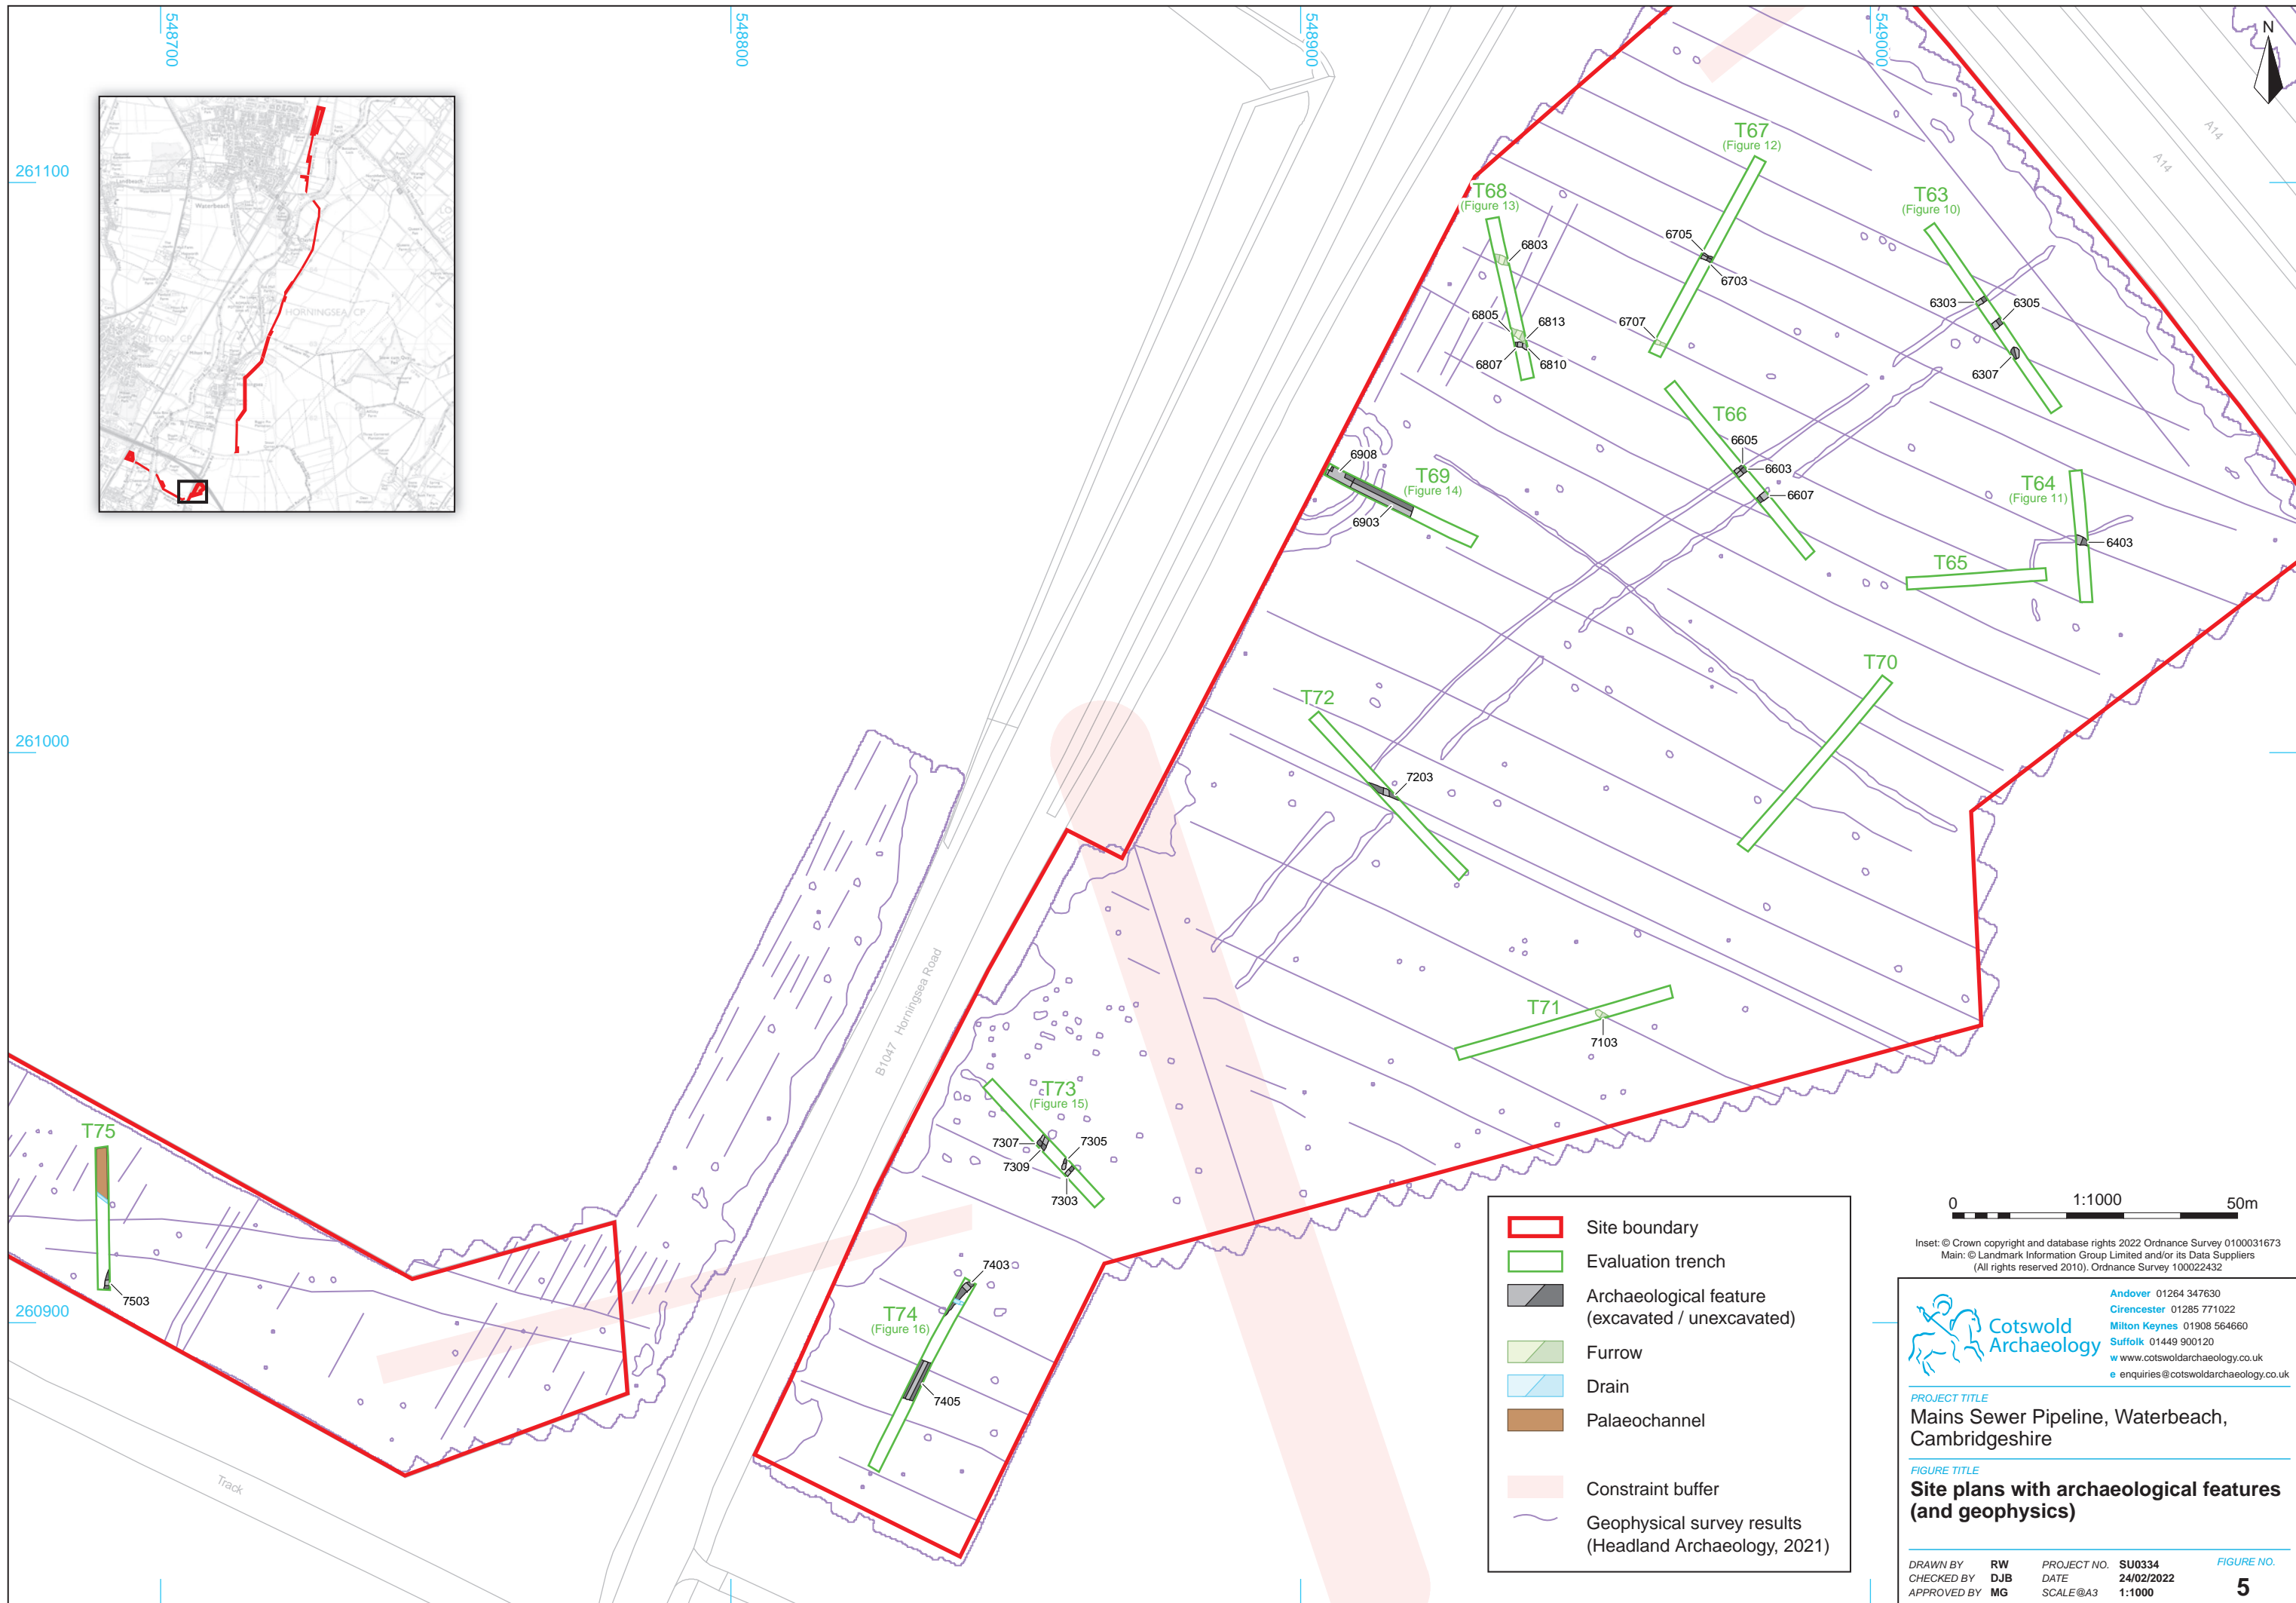 548700
548800
548900
549000
N
261100
261000
260900
A14
A14
HORNINGSEA CP
Waterbeach
T67
(Figure 12)
6705
6703
6707
T68
(Figure 13)
6803
6805
6813
6807
6810
T63
(Figure 10)
6303
6305
6307
T66
6605
6603
6607
T69
(Figure 14)
6908
6903
T64
(Figure 11)
6403
T65
T70
T72
7203
T71
7103
B1047 Horningsea Road
T73
(Figure 15)
7307
7305
7309
7303
T75
7503
T74
(Figure 16)
7403
7405
Track
Site boundary
Evaluation trench
Archaeological feature
(excavated / unexcavated)
Furrow
Drain
Palaeochannel
Constraint buffer
Geophysical survey results
(Headland Archaeology, 2021)
0 1:1000 50m
Inset: © Crown copyright and database rights 2022 Ordnance Survey 0100031673
Main: © Landmark Information Group Limited and/or its Data Suppliers
(All rights reserved 2010). Ordnance Survey 100022432
Cotswold
Archaeology
Andover 01264 347630
Cirencester 01285 771022
Milton Keynes 01908 564660
Suffolk 01449 900120
w www.cotswoldarchaeology.co.uk
e enquiries@cotswoldarchaeology.co.uk
PROJECT TITLE
Mains Sewer Pipeline, Waterbeach,
Cambridgeshire
FIGURE TITLE
Site plans with archaeological features
(and geophysics)
DRAWN BY RW PROJECT NO. SU0334 FIGURE NO.
CHECKED BY DJB DATE 24/02/2022
APPROVED BY MG SCALE@A3 1:1000 5